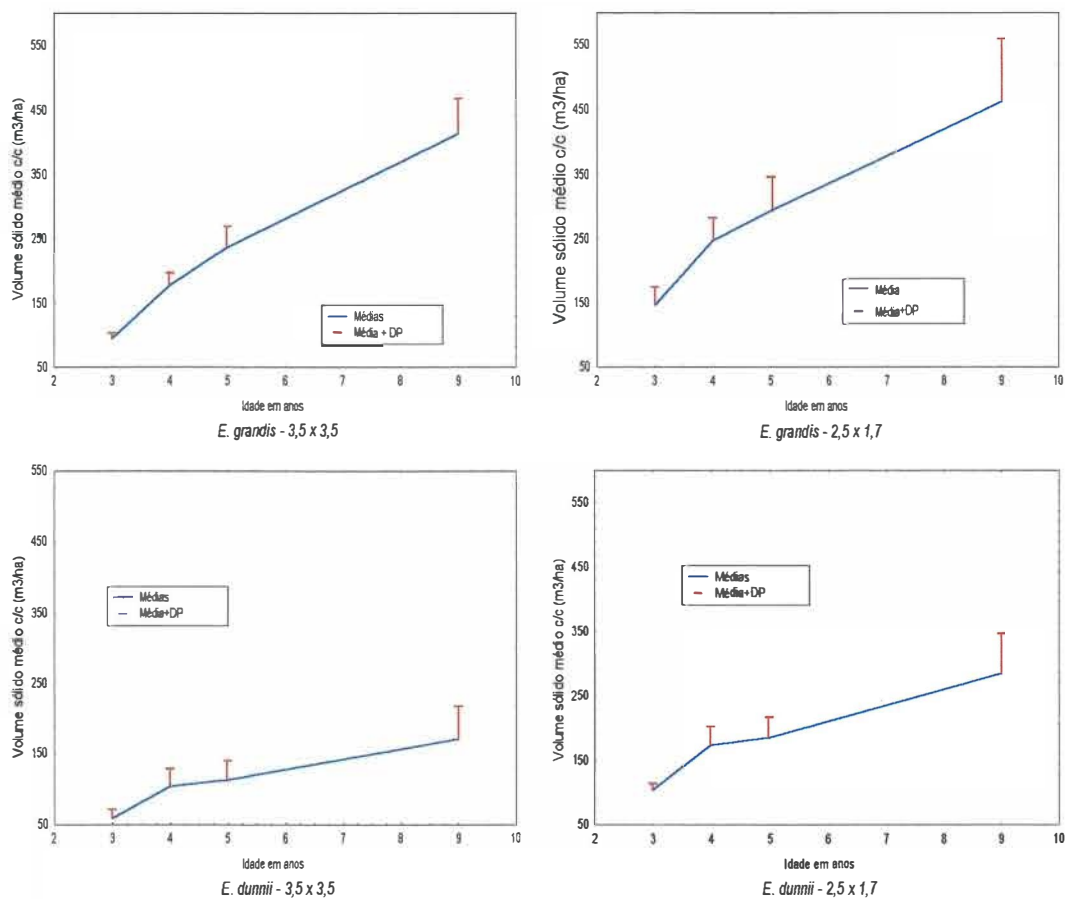 Volume sólido médio c/c (m3/ha)
550
450
350
250
150
50
2 3 4 5 6 7 8 9 10
Médias
Média + DP
Idade em anos
E. grandis - 3,5 x 3,5
Volume sólido médio c/c (m3/ha)
550
450
350
250
150
50
2 3 4 5 6 7 8 9 10
Média
Média+DP
Idade em anos
E. grandis - 2,5 x 1,7
Volume sólido médio c/c (m3/ha)
550
450
350
250
150
50
2 3 4 5 6 7 8 9 10
Médias
Média+DP
Idade em anos
E. dunnii - 3,5 x 3,5
Volume sólido médio c/c (m3/ha)
550
450
350
250
150
50
2 3 4 5 6 7 8 9 10
Médias
Média+DP
Idade em anos
E. dunnii - 2,5 x 1,7